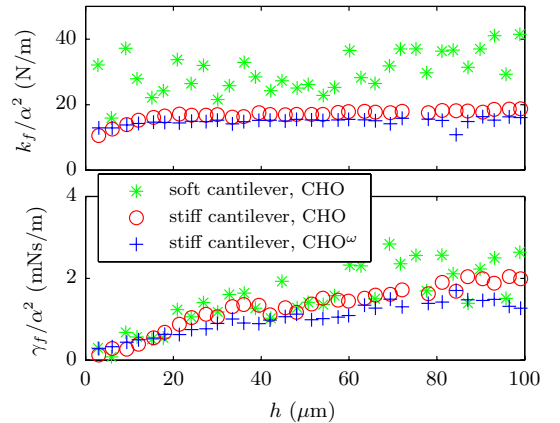 40
20
0
k_f/α² (N/m)
soft cantilever, CHO
stiff cantilever, CHO
stiff cantilever, CHO^ω
4
2
0
γ_f/α² (mNs/m)
0 20 40 60 80 100
h (μm)